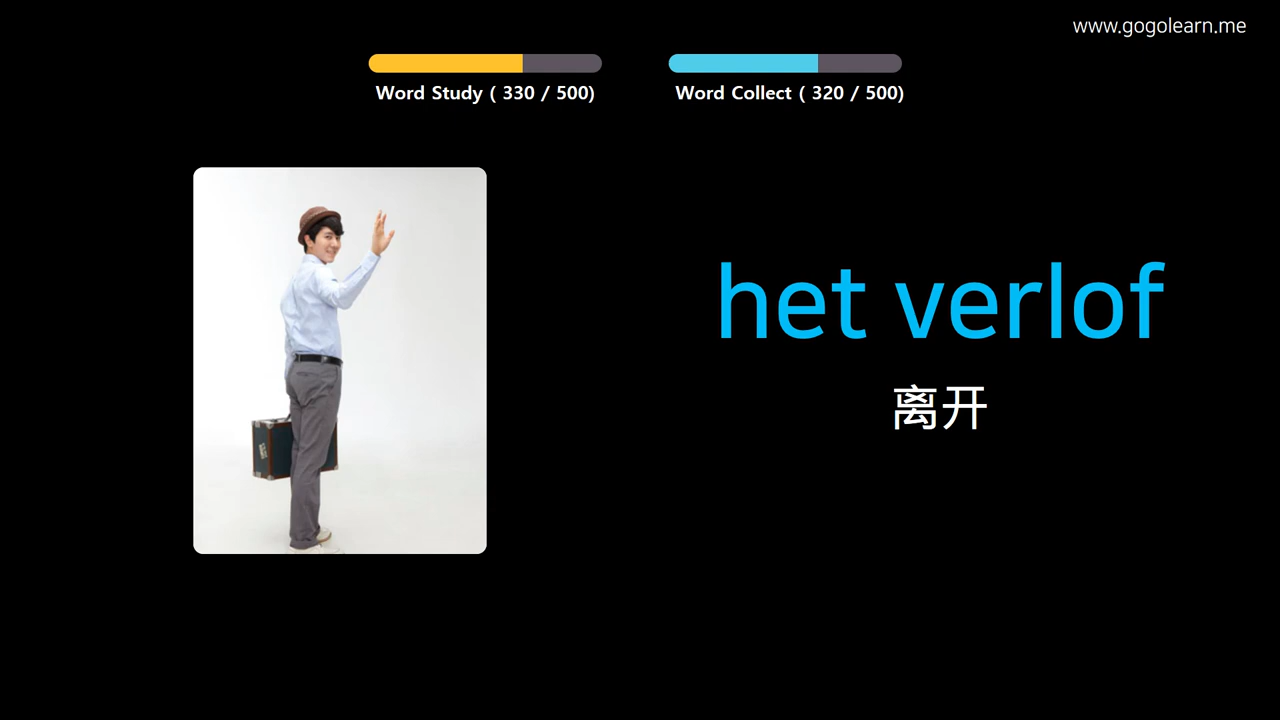 www.gogolearn.me
Word Study ( 330 / 500)
Word Collect ( 320 / 500)
het verlof
离开